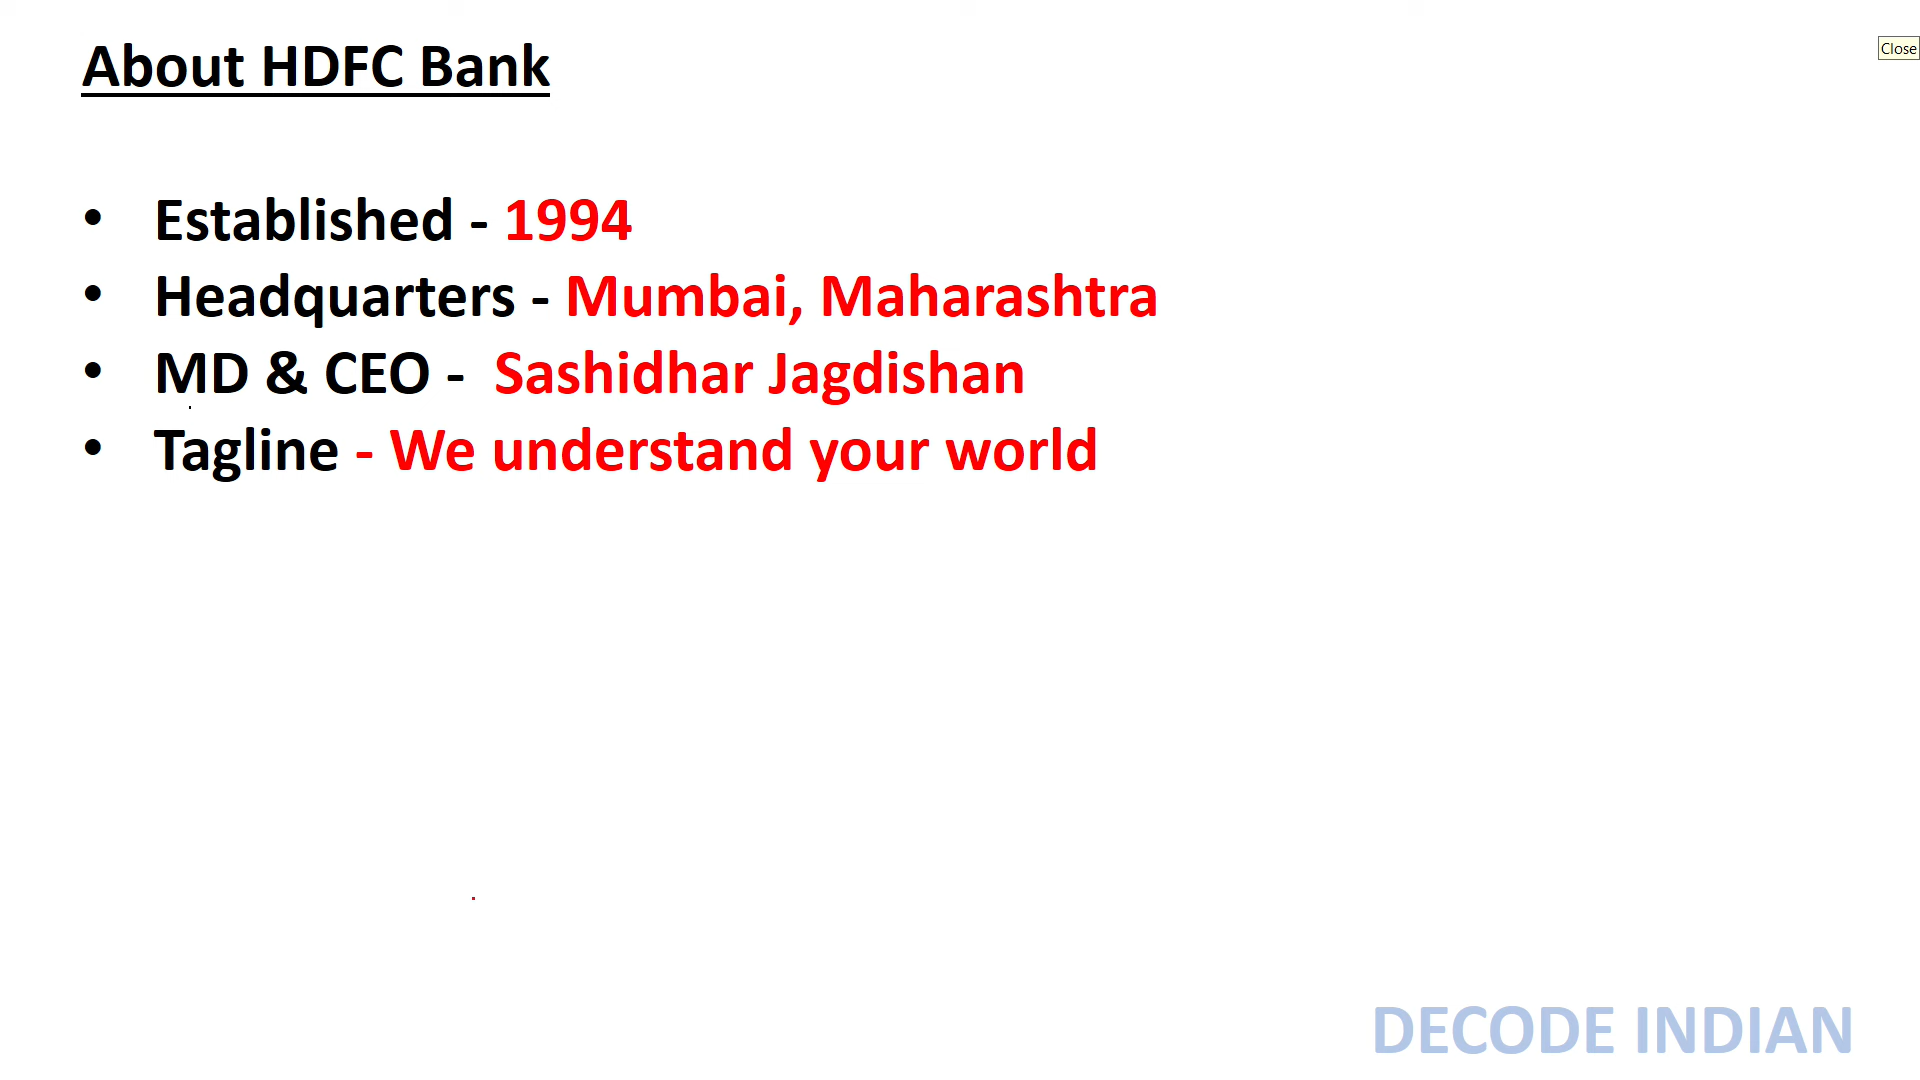 About HDFC Bank
Close
• Established - 1994
• Headquarters - Mumbai, Maharashtra
• MD & CEO - Sashidhar Jagdishan
• Tagline - We understand your world
DECODE INDIAN